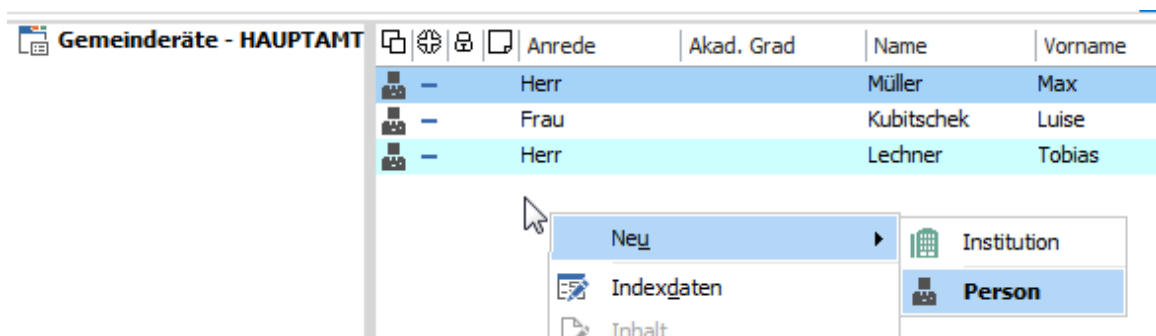 Gemeinderäte - HAUPTAMT
Anrede Akad. Grad Name Vorname
Herr Müller Max
Frau Kubitschek Luise
Herr Lechner Tobias
Neu Institution
Indexdaten Person
Inhalt